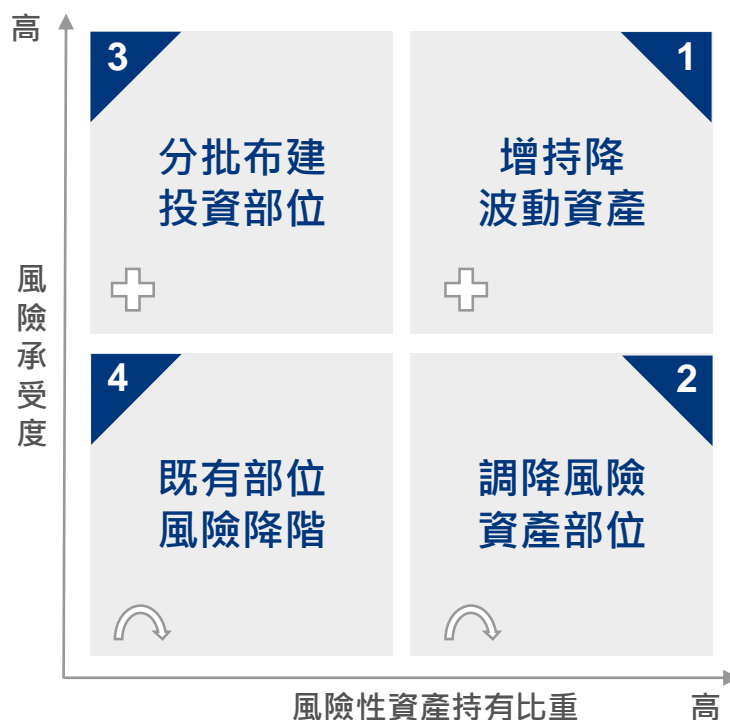 高
3
分批布建
投資部位
1
增持降
波動資產
風險承受度
4
既有部位
風險降階
2
調降風險
資產部位
風險性資產持有比重
高